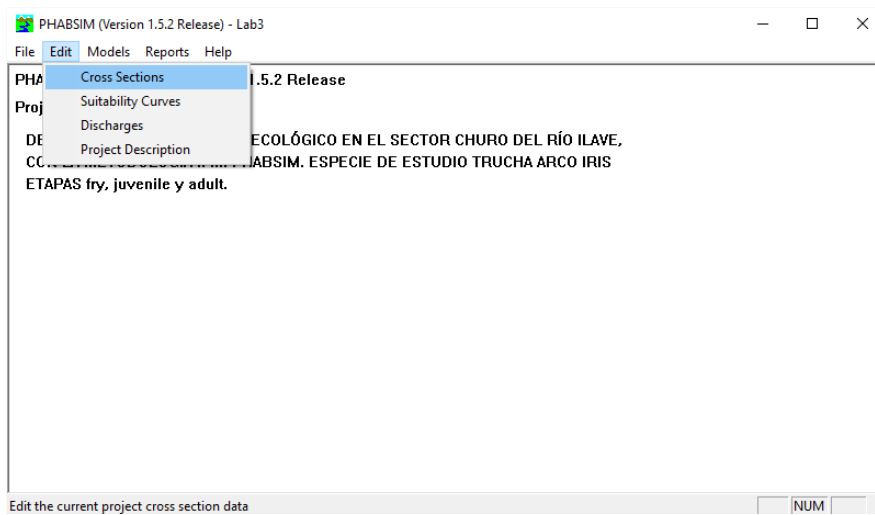 PHABSIM (Version 1.5.2 Release) - Lab3
File Edit Models Reports Help
Cross Sections
Suitability Curves
Discharges
Project Description
PHA 1.5.2 Release
Proj
DE ECOLÓGICO EN EL SECTOR CHURO DEL RÍO ILAVE,
ABSIM. ESPECIE DE ESTUDIO TRUCHA ARCO IRIS
ETAPAS fry, juvenile y adult.
Edit the current project cross section data
NUM